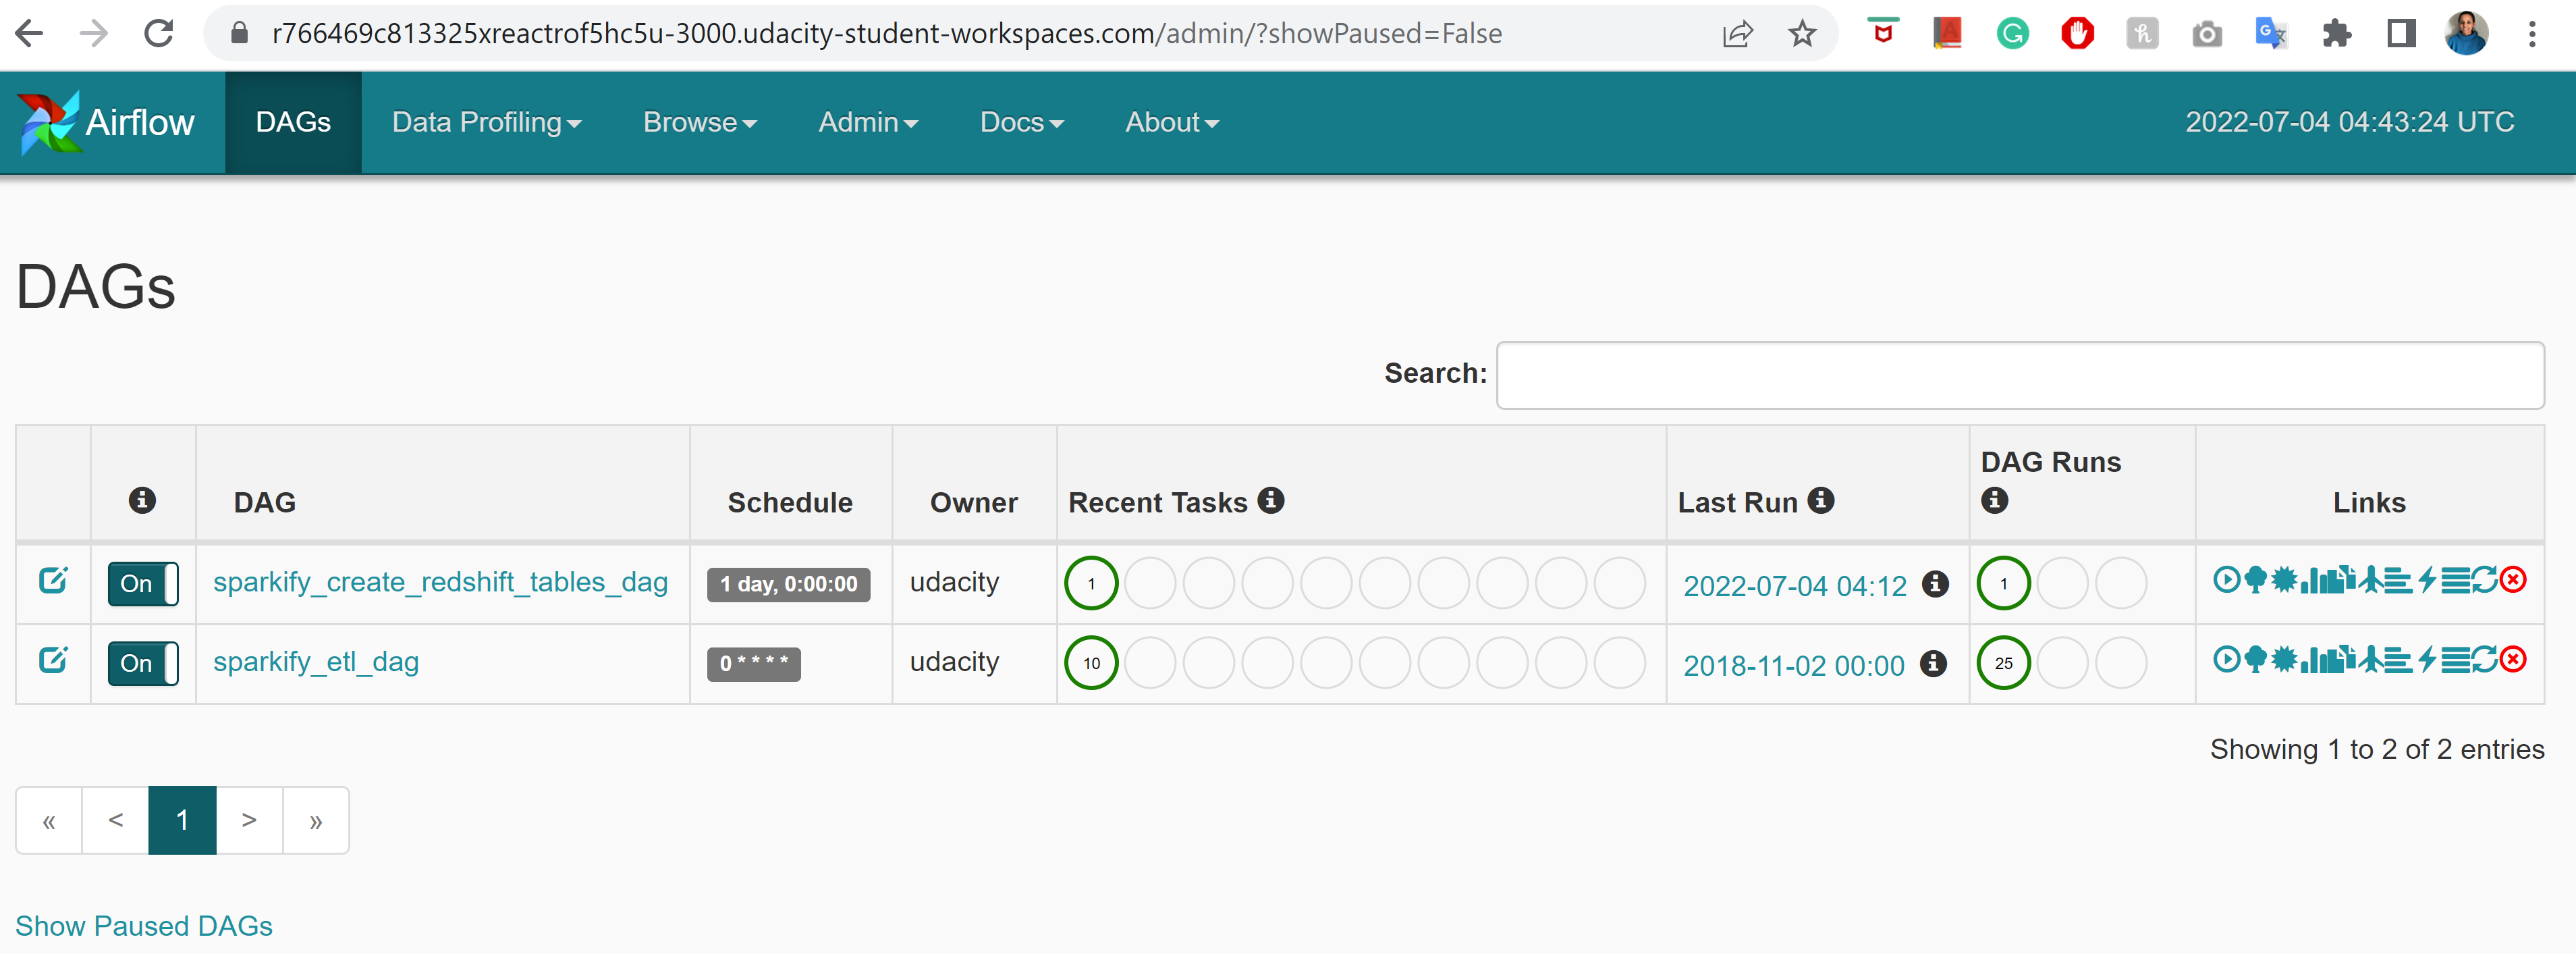 r766469c813325xreactrof5hc5u-3000.udacity-student-workspaces.com/admin/?showPaused=False
Airflow DAGs Data Profiling Browse Admin Docs About 2022-07-04 04:43:24 UTC
DAGs
Search:
DAG Schedule Owner Recent Tasks Last Run DAG Runs Links
On sparkify_create_redshift_tables_dag 1 day, 0:00:00 udacity 1 2022-07-04 04:12 1
On sparkify_etl_dag 0 * * * * udacity 10 2018-11-02 00:00 25
Showing 1 to 2 of 2 entries
« < 1 > »
Show Paused DAGs